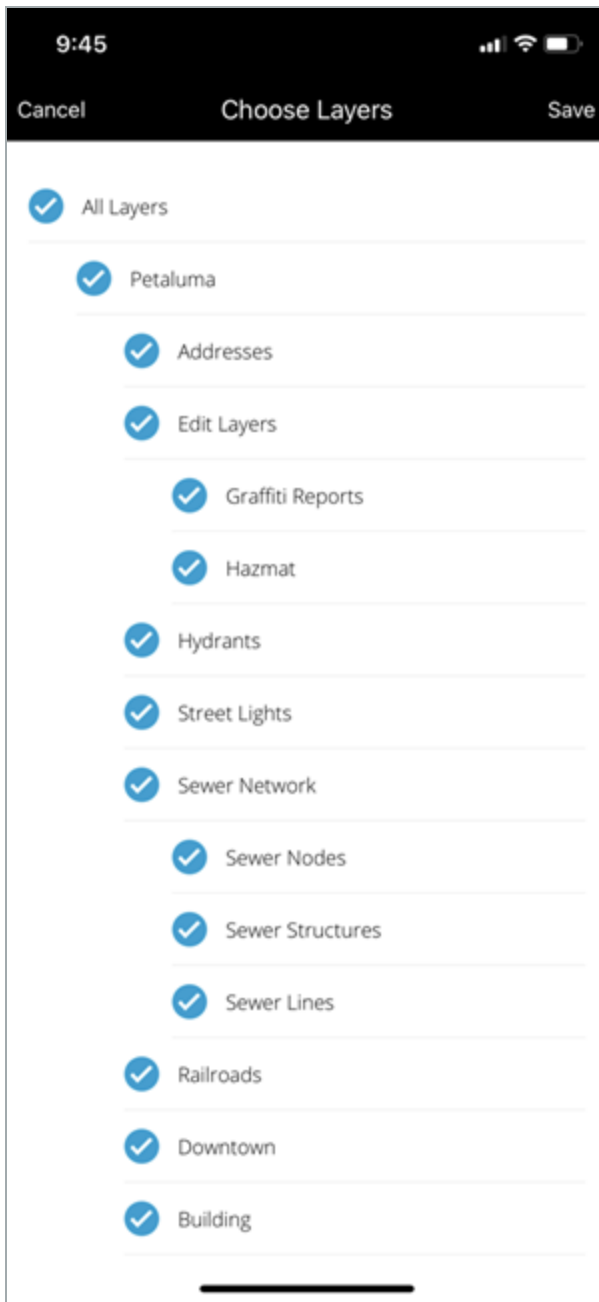 9:45
Cancel Choose Layers Save
All Layers
Petaluma
Addresses
Edit Layers
Graffiti Reports
Hazmat
Hydrants
Street Lights
Sewer Network
Sewer Nodes
Sewer Structures
Sewer Lines
Railroads
Downtown
Building